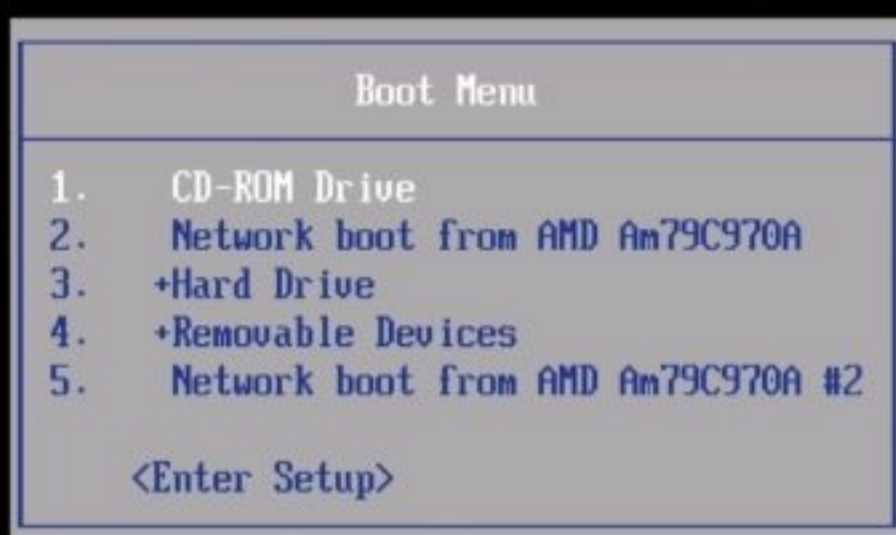 Boot Menu
1. CD-ROM Drive
2. Network boot from AMD Am79C970A
3. +Hard Drive
4. +Removable Devices
5. Network boot from AMD Am79C970A #2
<Enter Setup>